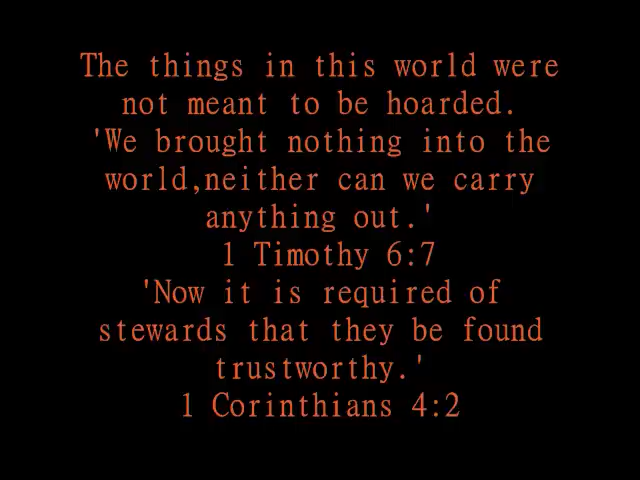 The things in this world were
not meant to be hoarded.
'We brought nothing into the
world,neither can we carry
anything out.'
1 Timothy 6:7
'Now it is required of
stewards that they be found
trustworthy.'
1 Corinthians 4:2